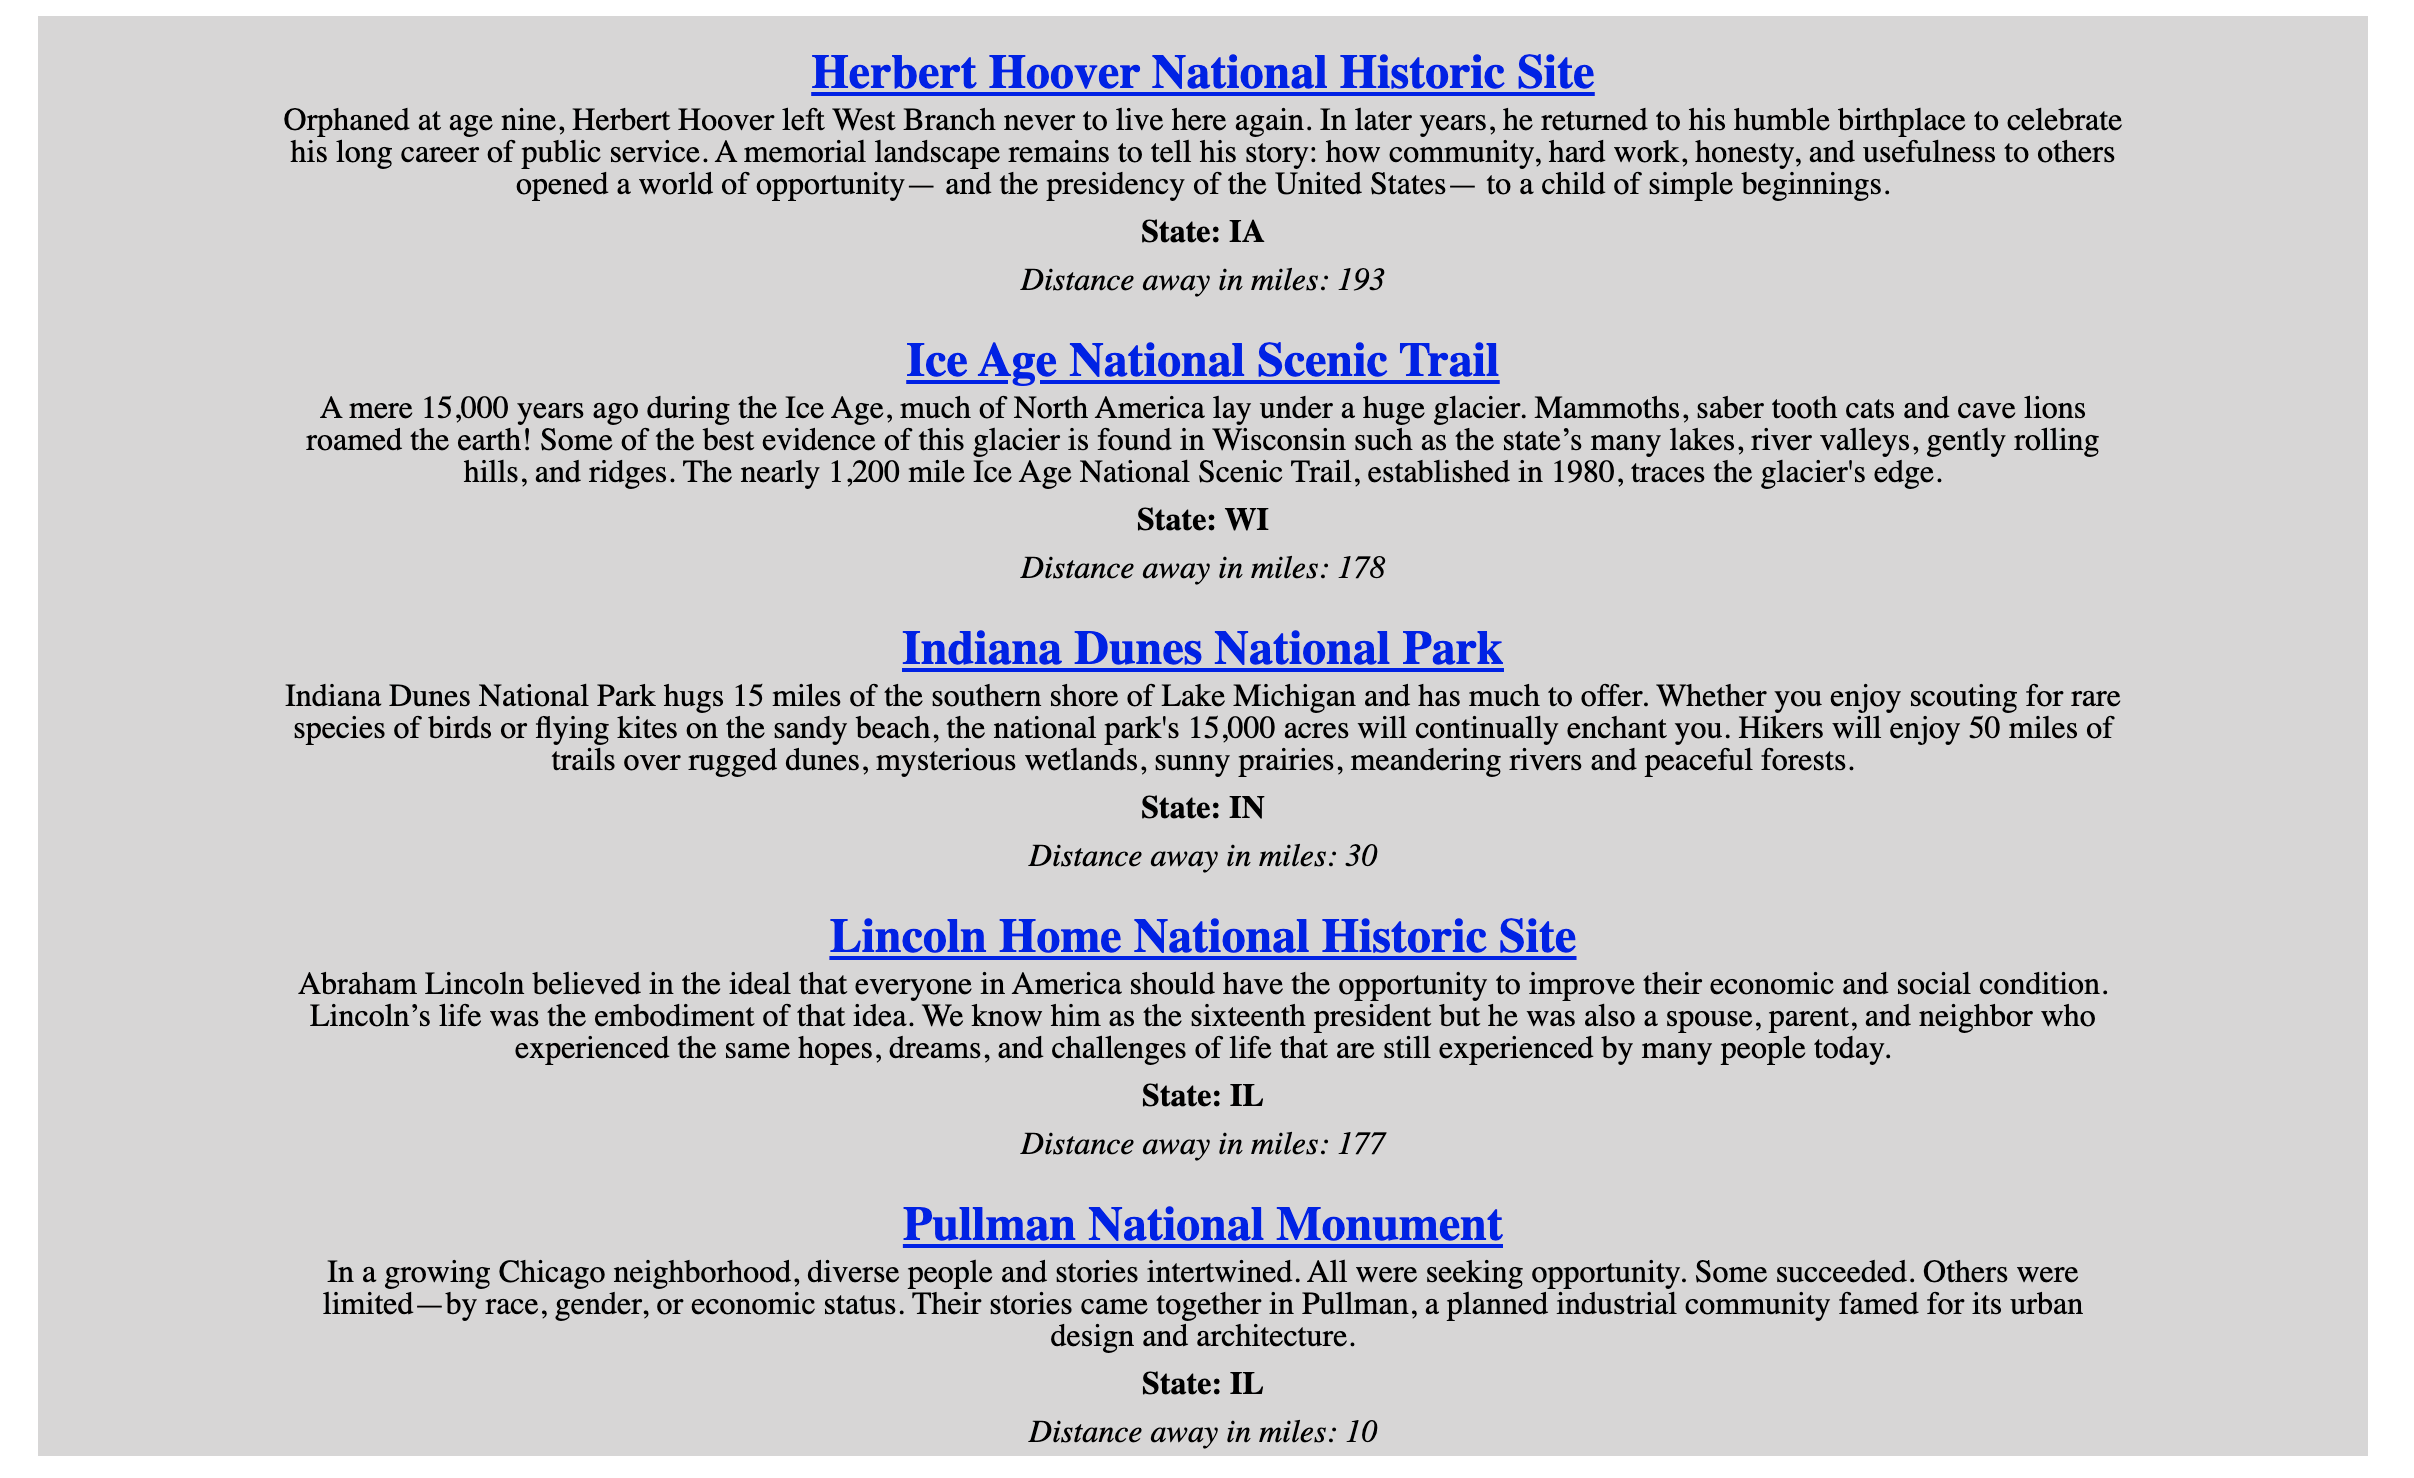 Herbert Hoover National Historic Site
Orphaned at age nine, Herbert Hoover left West Branch never to live here again. In later years, he returned to his humble birthplace to celebrate
his long career of public service. A memorial landscape remains to tell his story: how community, hard work, honesty, and usefulness to others
opened a world of opportunity— and the presidency of the United States— to a child of simple beginnings.
State: IA
Distance away in miles: 193
Ice Age National Scenic Trail
A mere 15,000 years ago during the Ice Age, much of North America lay under a huge glacier. Mammoths, saber tooth cats and cave lions
roamed the earth! Some of the best evidence of this glacier is found in Wisconsin such as the state’s many lakes, river valleys, gently rolling
hills, and ridges. The nearly 1,200 mile Ice Age National Scenic Trail, established in 1980, traces the glacier's edge.
State: WI
Distance away in miles: 178
Indiana Dunes National Park
Indiana Dunes National Park hugs 15 miles of the southern shore of Lake Michigan and has much to offer. Whether you enjoy scouting for rare
species of birds or flying kites on the sandy beach, the national park's 15,000 acres will continually enchant you. Hikers will enjoy 50 miles of
trails over rugged dunes, mysterious wetlands, sunny prairies, meandering rivers and peaceful forests.
State: IN
Distance away in miles: 30
Lincoln Home National Historic Site
Abraham Lincoln believed in the ideal that everyone in America should have the opportunity to improve their economic and social condition.
Lincoln’s life was the embodiment of that idea. We know him as the sixteenth president but he was also a spouse, parent, and neighbor who
experienced the same hopes, dreams, and challenges of life that are still experienced by many people today.
State: IL
Distance away in miles: 177
Pullman National Monument
In a growing Chicago neighborhood, diverse people and stories intertwined. All were seeking opportunity. Some succeeded. Others were
limited—by race, gender, or economic status. Their stories came together in Pullman, a planned industrial community famed for its urban
design and architecture.
State: IL
Distance away in miles: 10